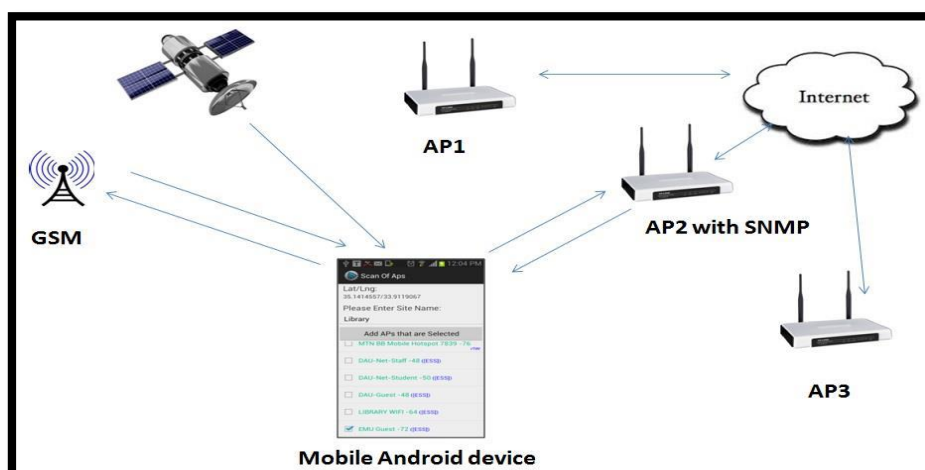 Internet
AP1
GSM
AP2 with SNMP
12:04 PM
Scan Of Aps
Lat/Lng:
35.1414557/33.9119067
Please Enter Site Name:
Library
Add APs that are Selected
MTN BB Mobile Hotspot 7839 -76
DAU-Net-Staff -48 ([ESS])
DAU-Net-Student -50 ([ESS])
DAU-Guest -48 ([ESS])
LIBRARY WIFI -64 ([ESS])
EMU Guest -72 ([ESS])
AP3
Mobile Android device